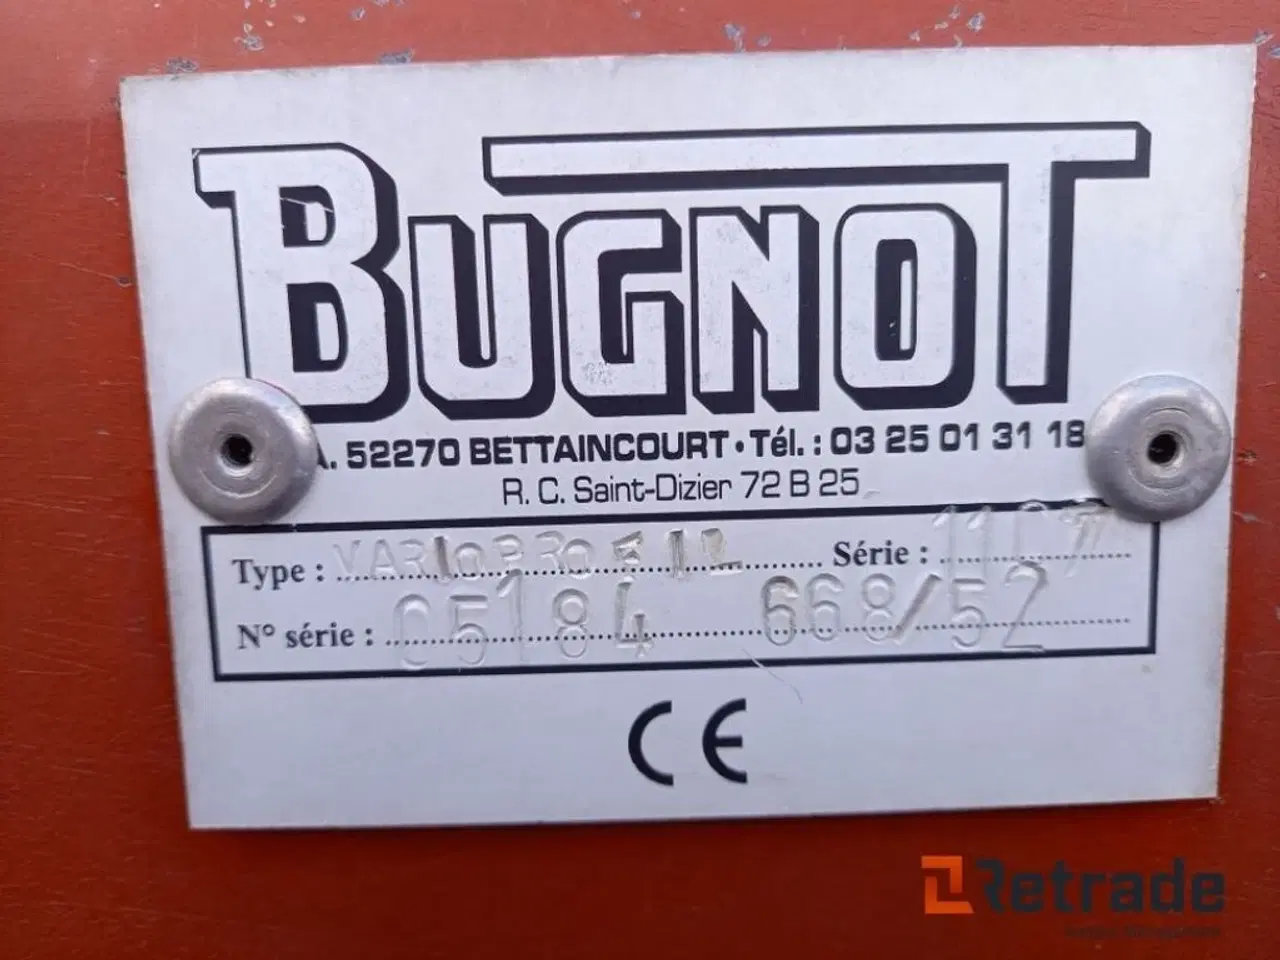 BUGNOT
A. 52270 BETTAINCOURT • Tél. : 03 25 01 31 18
R. C. Saint-Dizier 72 B 25
Type : VARIOPROFIL Série :
N° série : 05184 668/52
CE
Retrade